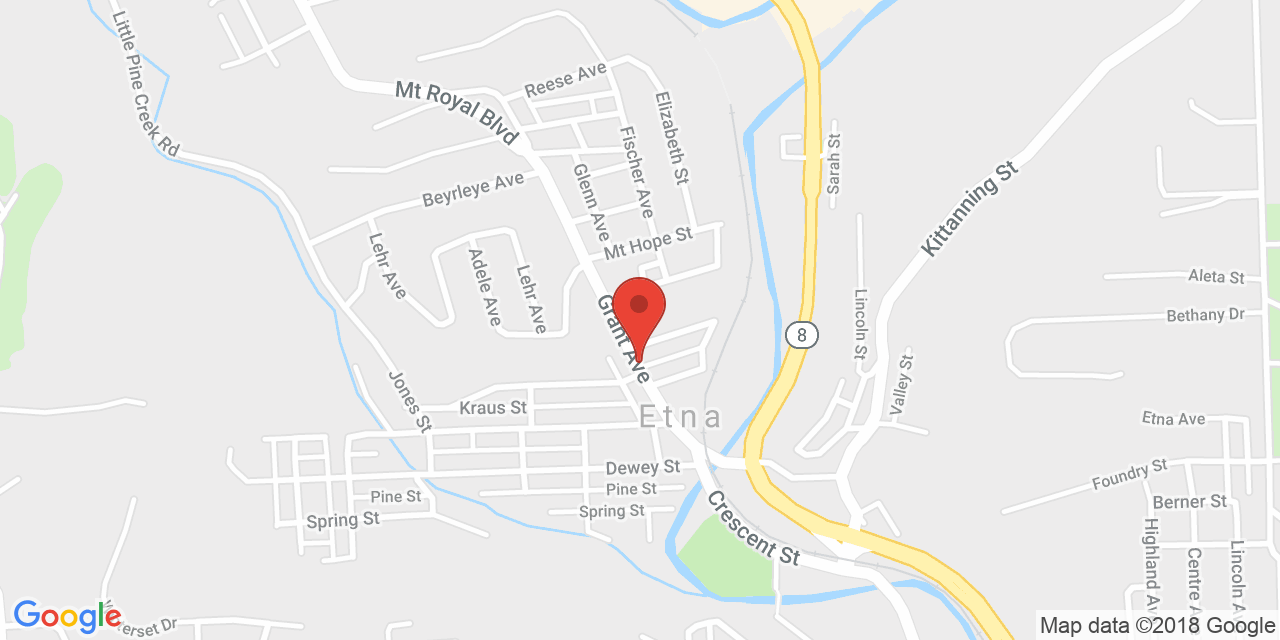 Little Pine Creek Rd
Mt Royal Blvd
Reese Ave
Elizabeth St
Fischer Ave
Glenn Ave
Beyrleye Ave
Mt Hope St
Sarah St
Kittanning St
Lehr Ave
Adele Ave
Lehr Ave
Grant Ave
Aleta St
Bethany Dr
Lincoln St
8
Valley St
Jones St
Kraus St
Etna
Etna Ave
Dewey St
Foundry St
Pine St
Pine St
Spring St
Spring St
Berner St
Crescent St
Highland Av
Centre A
Lincoln A
Google
erset Dr
Map data ©2018 Google